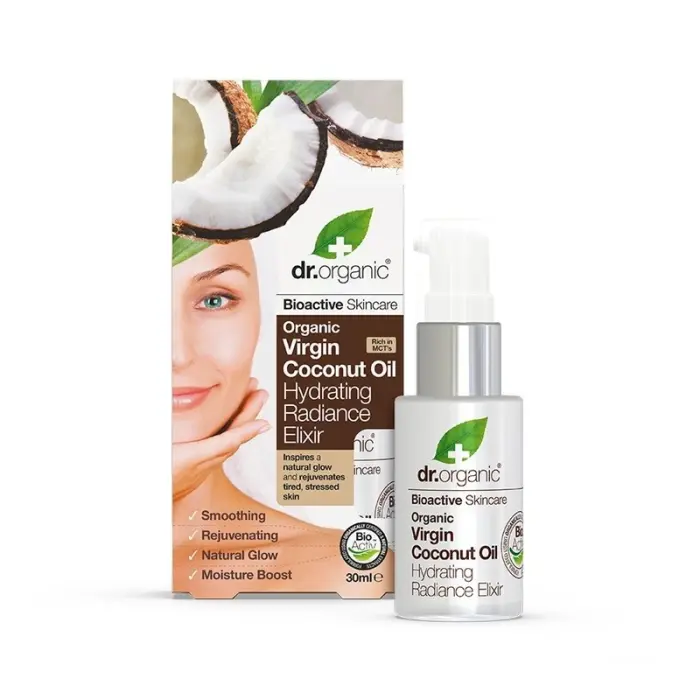 dr.organic®
Bioactive Skincare
Organic
Virgin
Coconut Oil
Hydrating
Radiance
Elixir
Rich in
MCT's
Inspires a
natural glow
and rejuvenates
tired, stressed
skin
✓ Smoothing
✓ Rejuvenating
✓ Natural Glow
✓ Moisture Boost
Bio
Activ
30ml e
dr.organic®
Bioactive Skincare
Organic
Virgin
Coconut Oil
Hydrating
Radiance Elixir